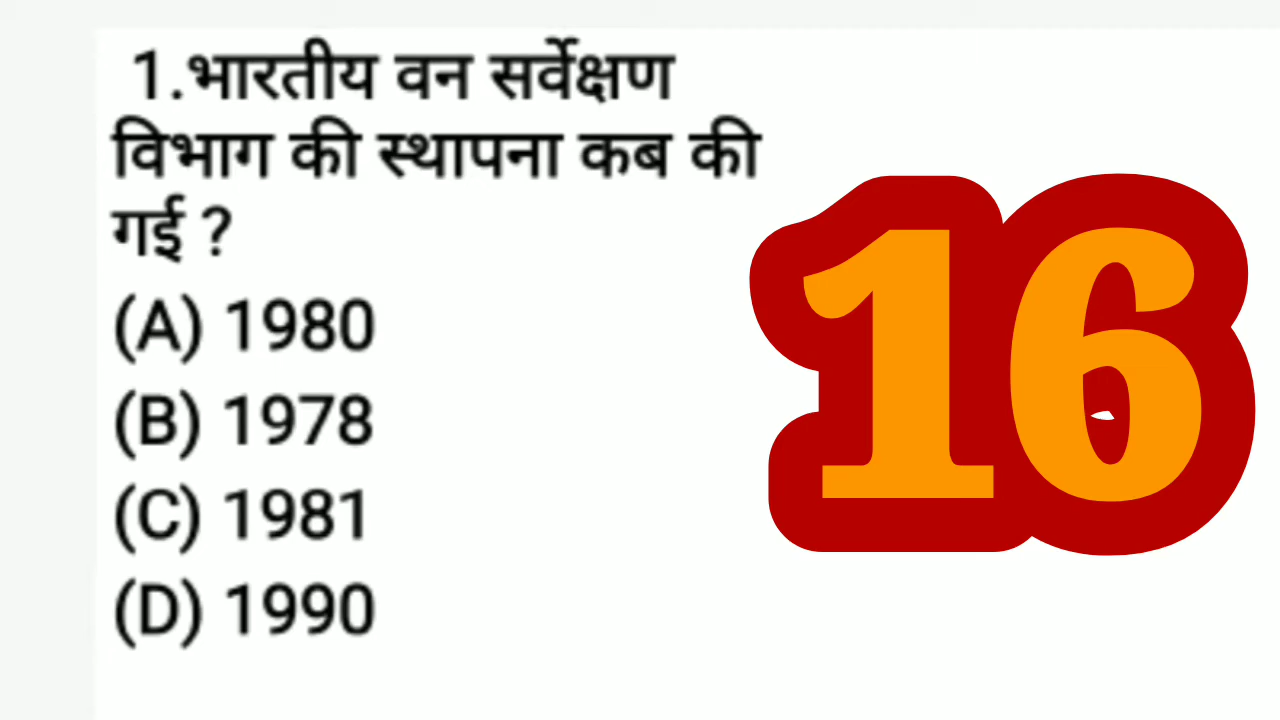 1.भारतीय वन सर्वेक्षण
विभाग की स्थापना कब की
गई ?
(A) 1980
(B) 1978
(C) 1981
(D) 1990
16